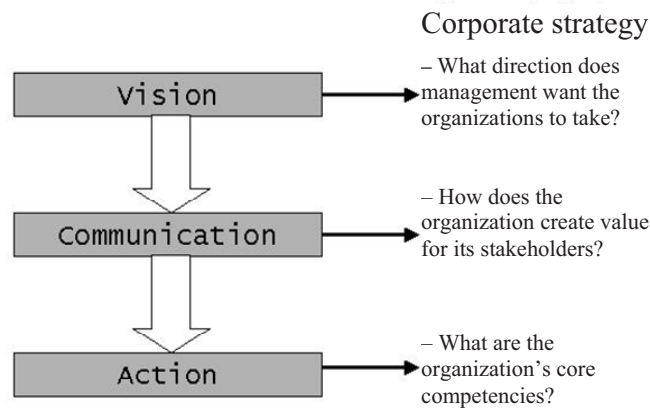 Corporate strategy
Vision
– What direction does
management want the
organizations to take?
Communication
– How does the
organization create value
for its stakeholders?
Action
– What are the
organization’s core
competencies?